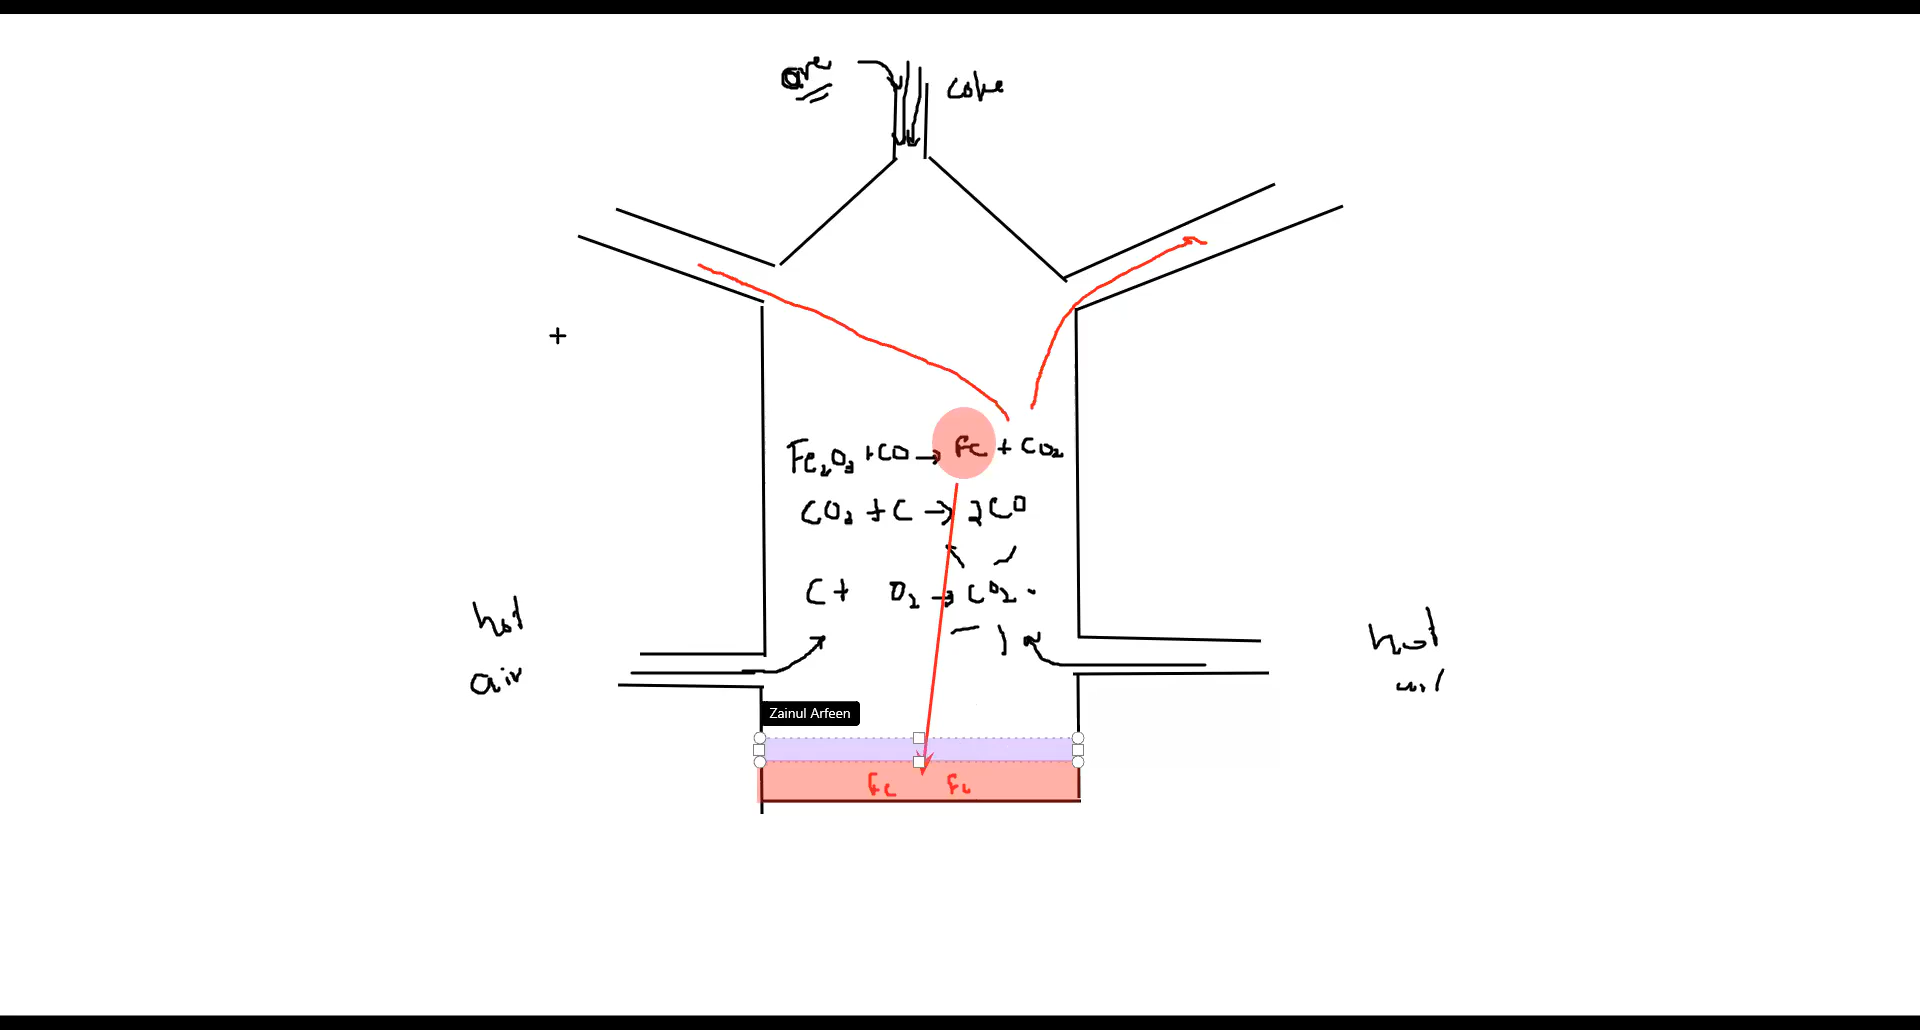 ore
coke
Fe₂O₃ + CO → Fe + CO₂
CO₂ + C → 2CO
C + O₂ → CO₂
hot
air
hot
Zainul Arfeen
Fe Fe